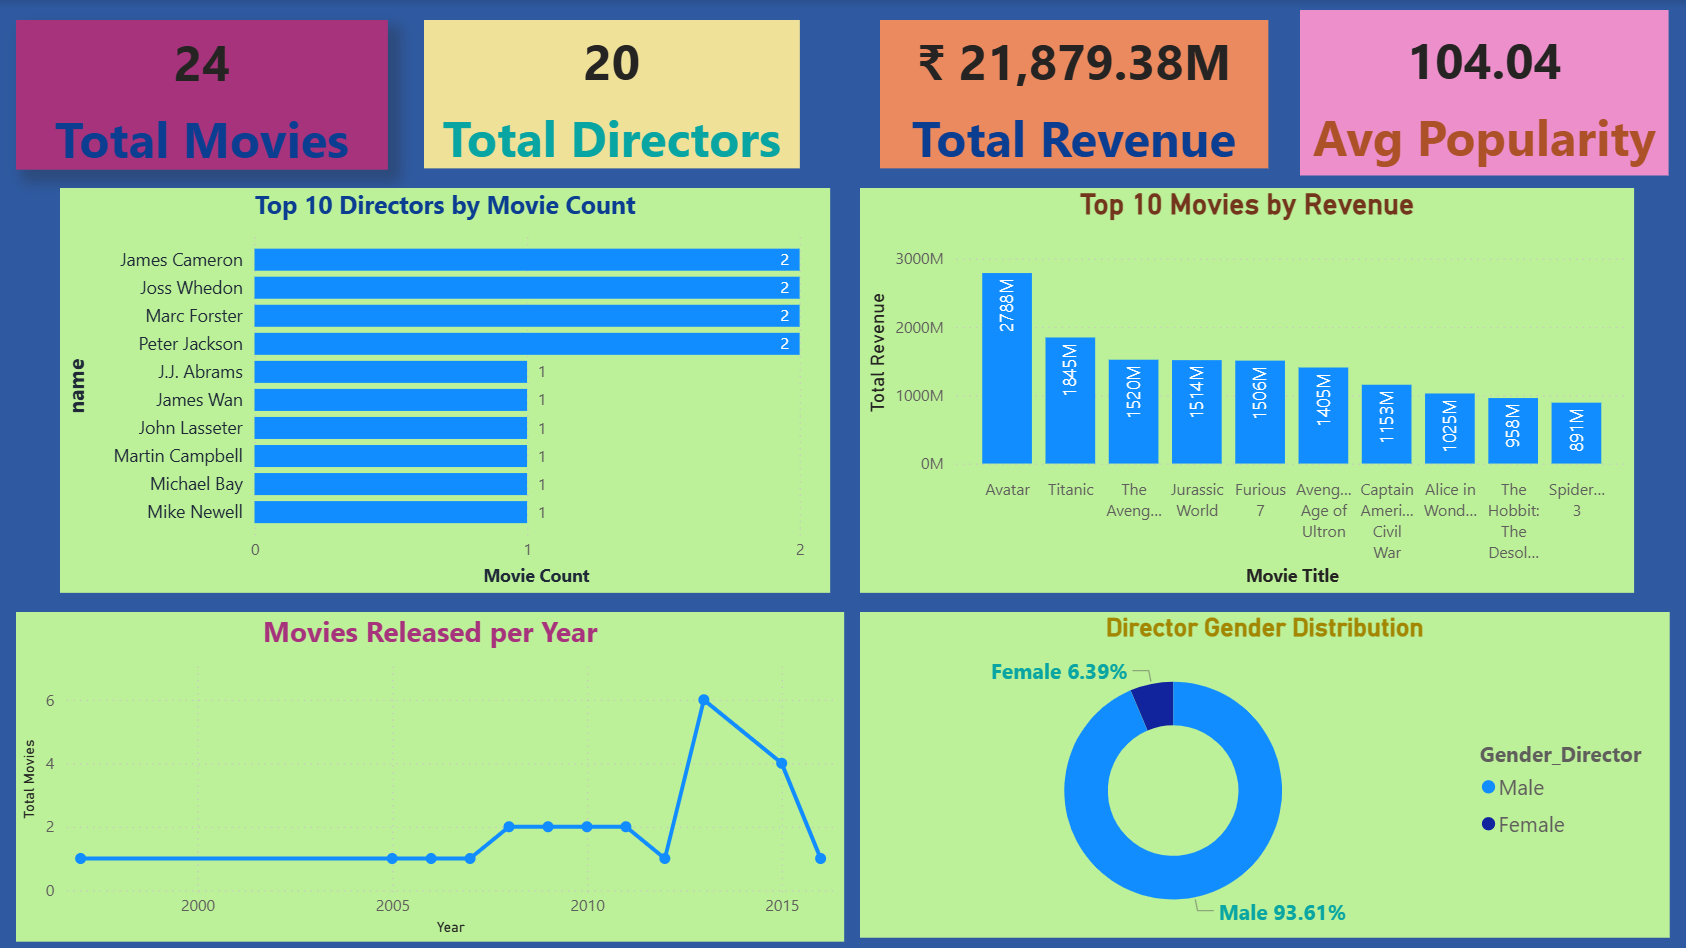 24
Total Movies
20
Total Directors
₹ 21,879.38M
Total Revenue
104.04
Avg Popularity
Top 10 Directors by Movie Count
name
James Cameron
2
Joss Whedon
2
Marc Forster
2
Peter Jackson
2
J.J. Abrams
1
James Wan
1
John Lasseter
1
Martin Campbell
1
Michael Bay
1
Mike Newell
1
0
1
2
Movie Count
Top 10 Movies by Revenue
Total Revenue
3000M
2000M
1000M
0M
2788M
1845M
1520M
1514M
1506M
1405M
1153M
1025M
958M
891M
Avatar
Titanic
The
Aveng...
Jurassic
World
Furious
7
Aveng...
Age of
Ultron
Captain
Ameri...
Civil
War
Alice in
Wond...
The
Hobbit:
The
Desol...
Spider...
3
Movie Title
Movies Released per Year
Total Movies
6
4
2
0
2000
2005
2010
2015
Year
Director Gender Distribution
Female 6.39%
Male 93.61%
Gender_Director
Male
Female